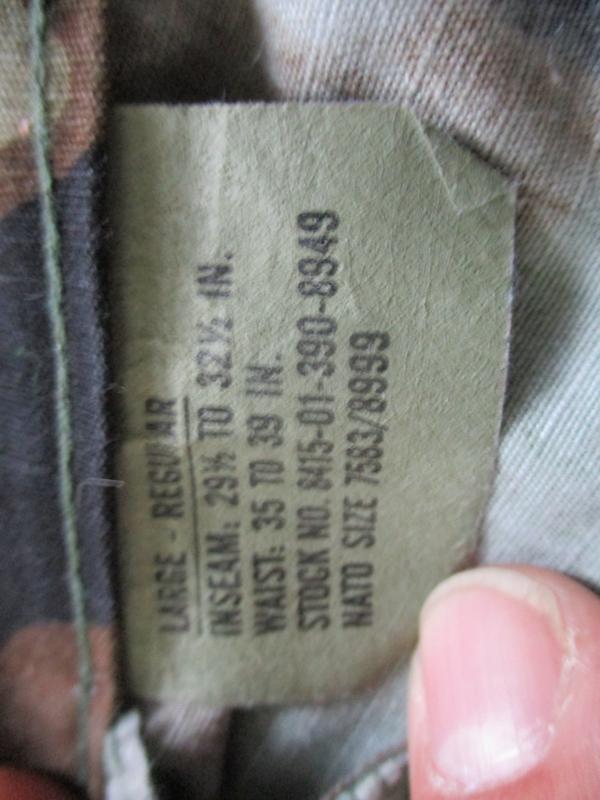 LARGE - REGULAR
INSEAM: 29½ TO 32½ IN.
WAIST: 35 TO 39 IN.
STOCK NO. 8415-01-390-8949
NATO SIZE 7583/8999